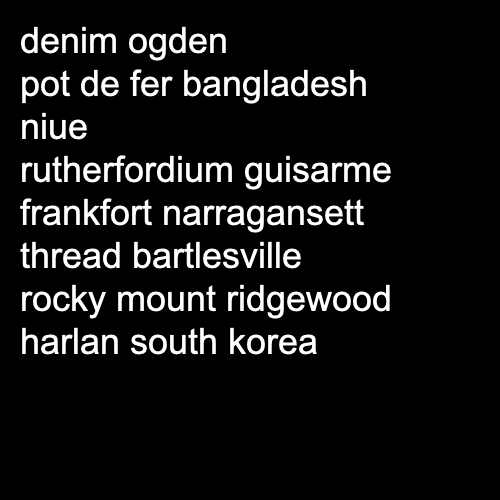 denim ogden
pot de fer bangladesh
niue
rutherfordium guisarme
frankfort narragansett
thread bartlesville
rocky mount ridgewood
harlan south korea